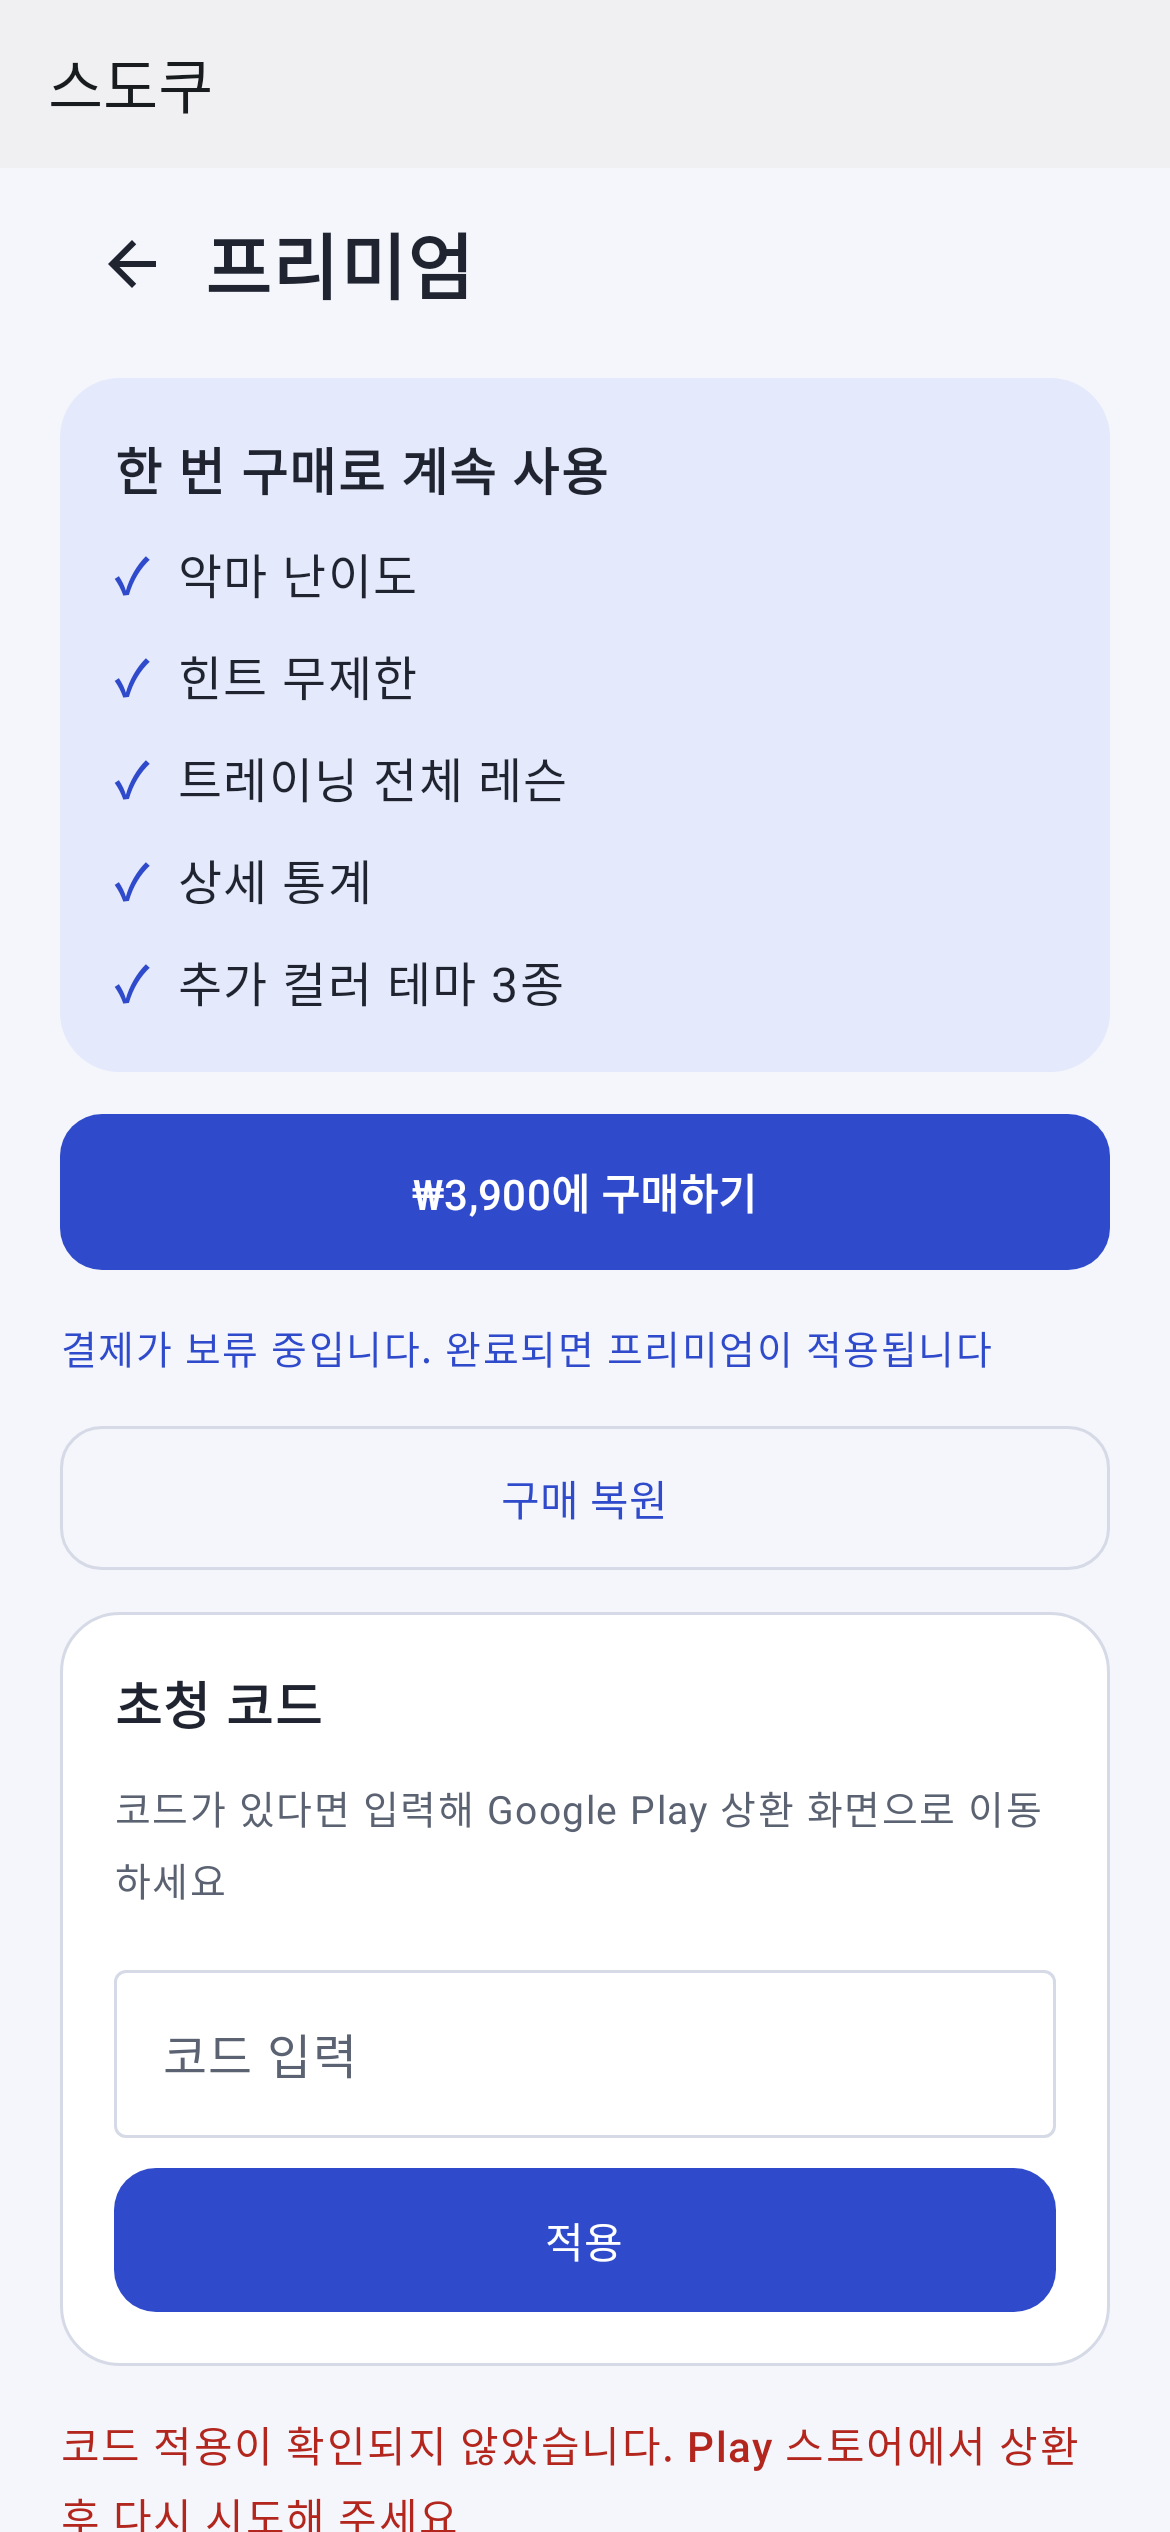 스도쿠
프리미엄
한 번 구매로 계속 사용
✓ 악마 난이도
✓ 힌트 무제한
✓ 트레이닝 전체 레슨
✓ 상세 통계
✓ 추가 컬러 테마 3종
₩3,900에 구매하기
결제가 보류 중입니다. 완료되면 프리미엄이 적용됩니다
구매 복원
초청 코드
코드가 있다면 입력해 Google Play 상환 화면으로 이동
하세요
코드 입력
적용
코드 적용이 확인되지 않았습니다. Play 스토어에서 상환
후 다시 시도해 주세요